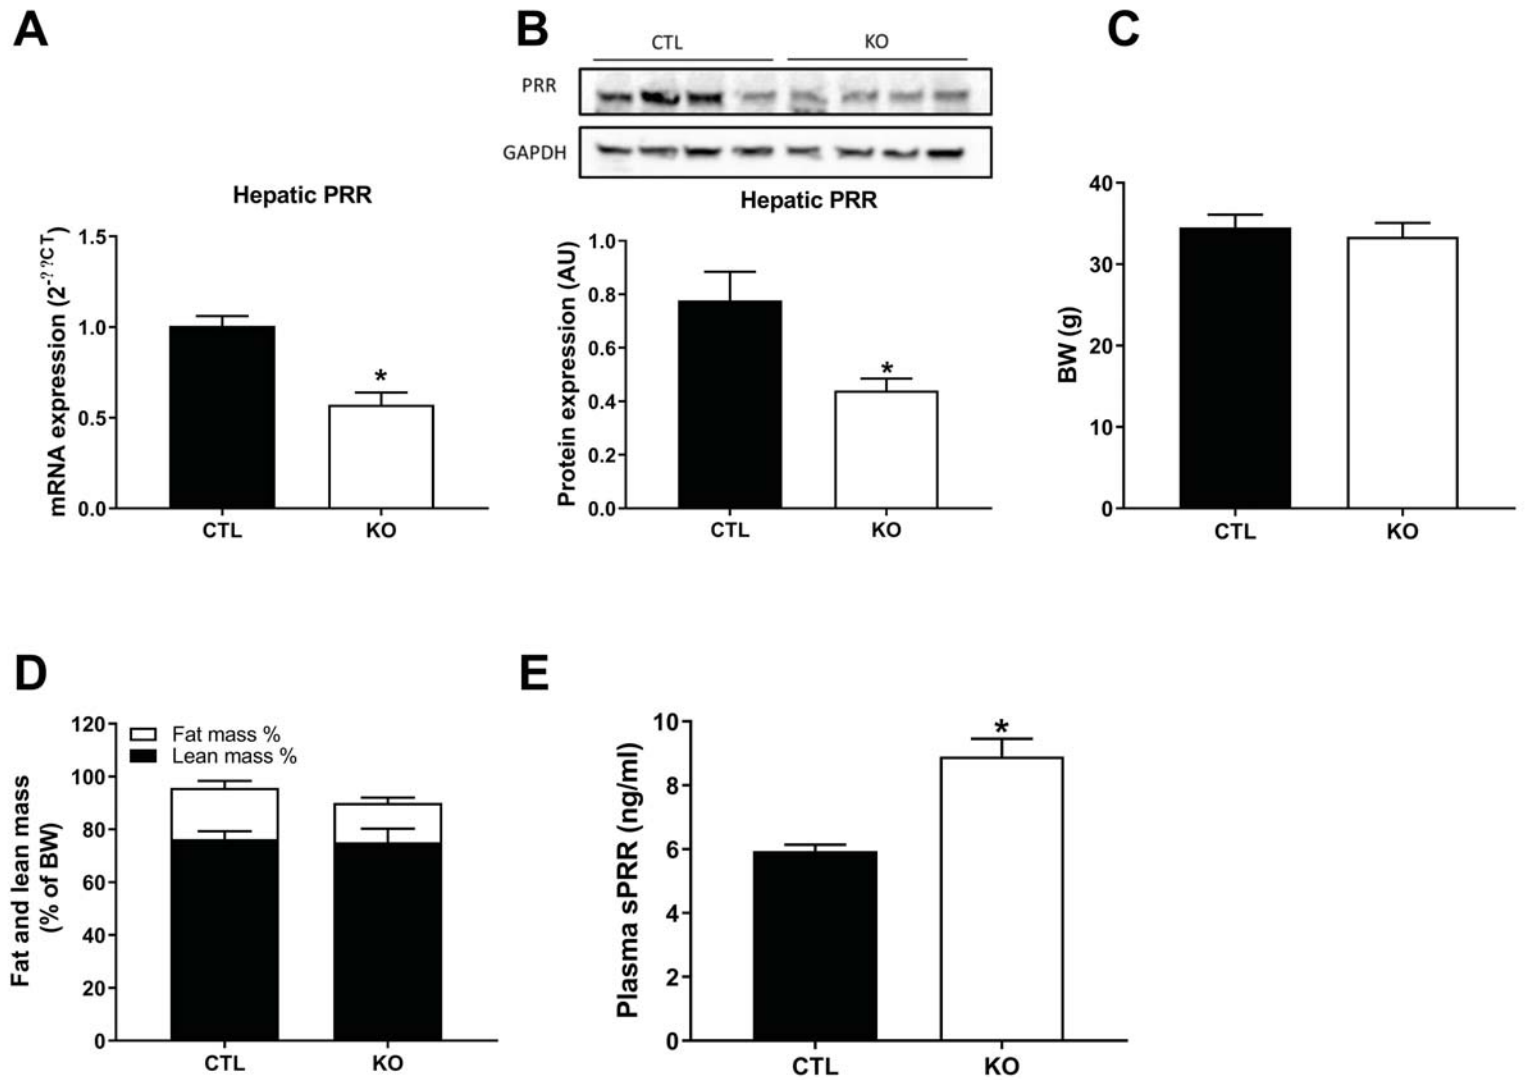 A
Hepatic PRR
mRNA expression (2-??CT)
1.5
1.0
0.5
0.0
*
CTL KO
B
CTL KO
PRR
GAPDH
Hepatic PRR
Protein expression (AU)
1.0
0.8
0.6
0.4
0.2
0.0
*
CTL KO
C
BW (g)
40
30
20
10
0
CTL KO
D
Fat and lean mass
(% of BW)
120
100
80
60
40
20
0
Fat mass %
Lean mass %
CTL KO
E
Plasma sPRR (ng/ml)
10
8
6
4
2
0
*
CTL KO